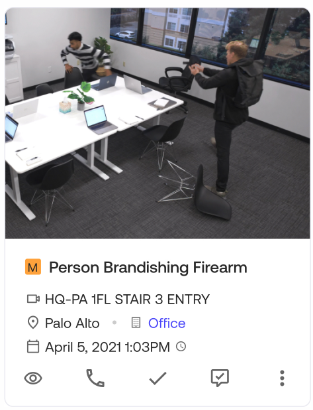 M Person Brandishing Firearm
HQ-PA 1FL STAIR 3 ENTRY
Palo Alto • Office
April 5, 2021 1:03PM